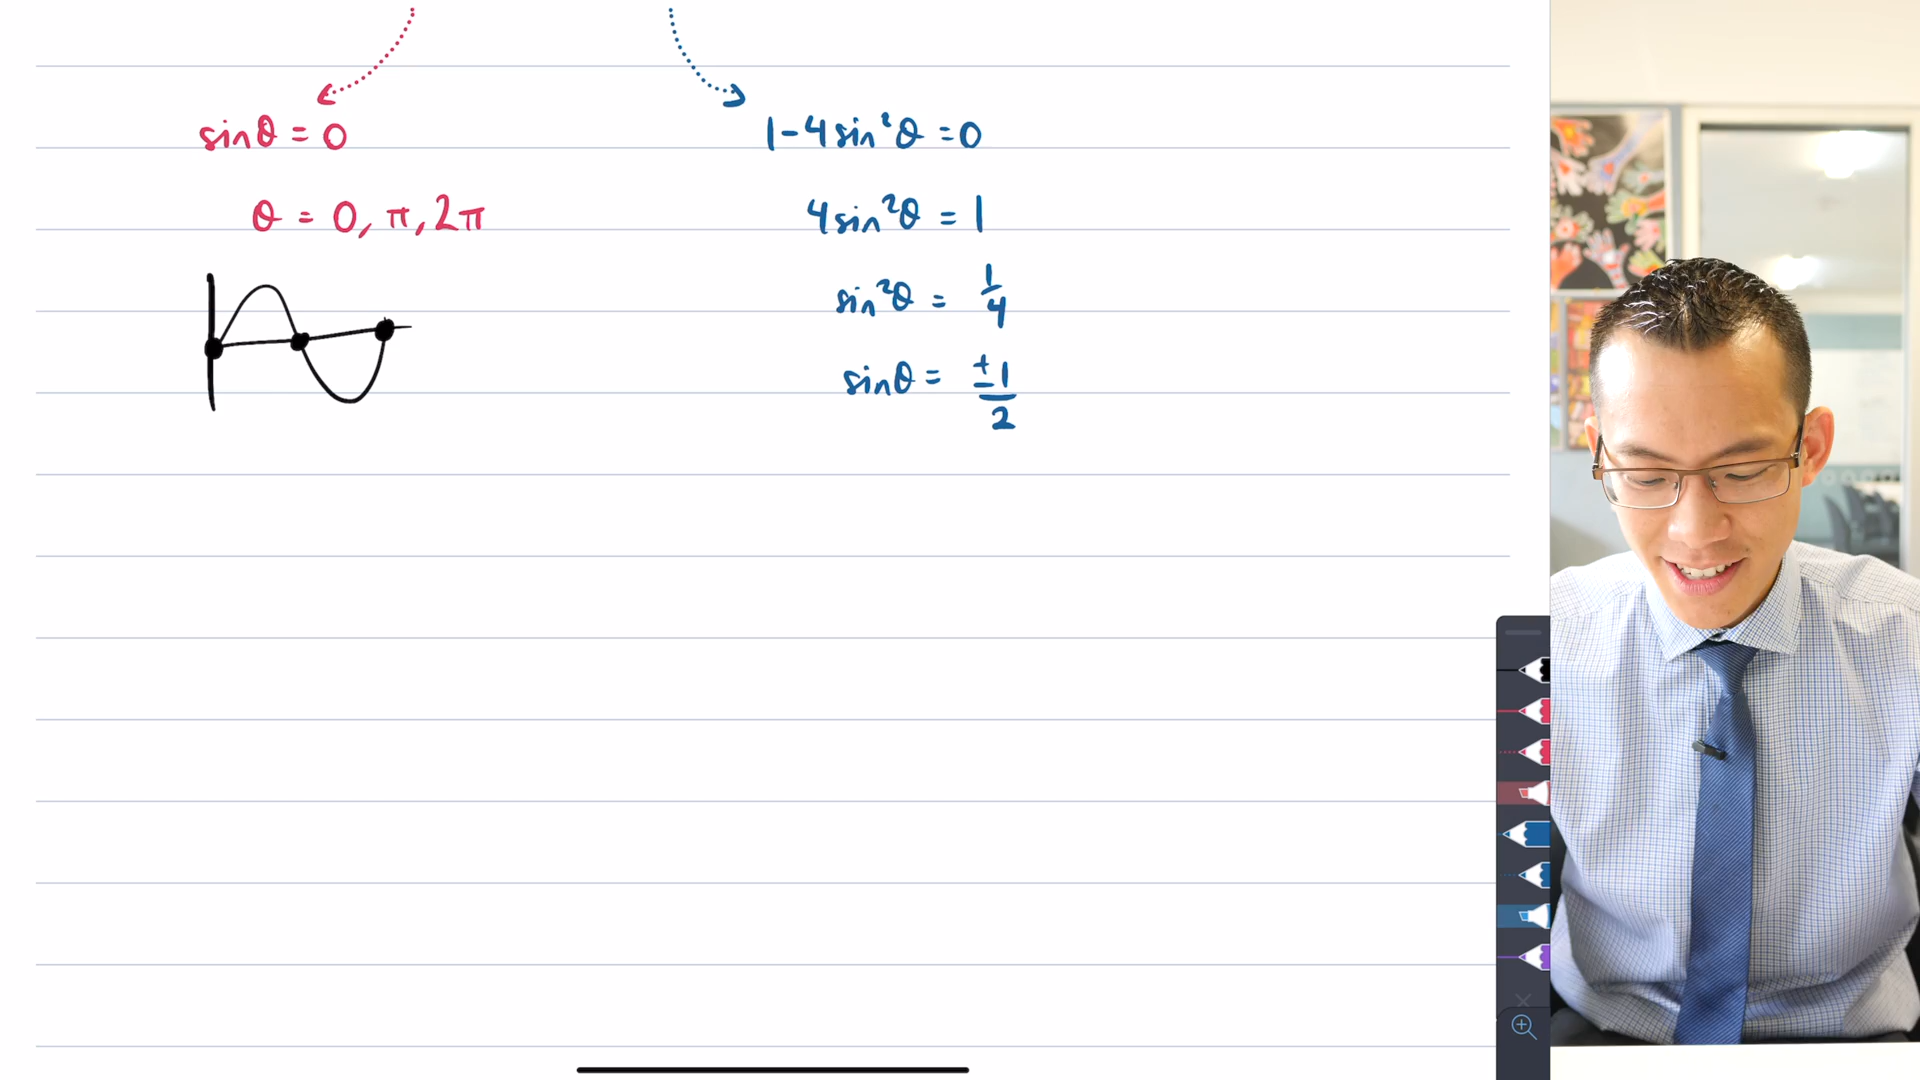 sinθ = 0
θ = 0, π, 2π
1-4sin²θ = 0
4sin²θ = 1
sin²θ = 1/4
sinθ = ±1/2